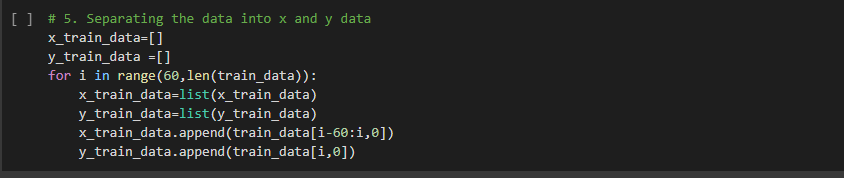 [ ] # 5. Separating the data into x and y data
x_train_data=[]
y_train_data =[]
for i in range(60,len(train_data)):
    x_train_data=list(x_train_data)
    y_train_data=list(y_train_data)
    x_train_data.append(train_data[i-60:i,0])
    y_train_data.append(train_data[i,0])